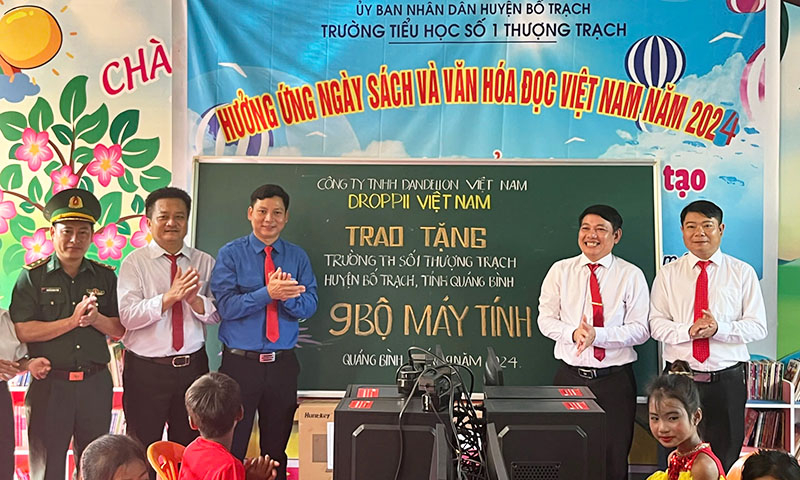 ỦY BAN NHÂN DÂN HUYỆN BỐ TRẠCH
TRƯỜNG TIỂU HỌC SỐ 1 THƯỢNG TRẠCH
CHÀ
HƯỞNG ỨNG NGÀY SÁCH VÀ VĂN HÓA ĐỌC VIỆT NAM NĂM 2024
tạo
CÔNG TY TNHH DANDELION VIỆT NAM
DROPPII VIỆT NAM
TRAO TẶNG
TRƯỜNG TH SỐ 1 THƯỢNG TRẠCH
HUYỆN BỐ TRẠCH, TỈNH QUẢNG BÌNH
9 BỘ MÁY TÍNH
QUẢNG BÌNH NĂM 2024
Hunkey